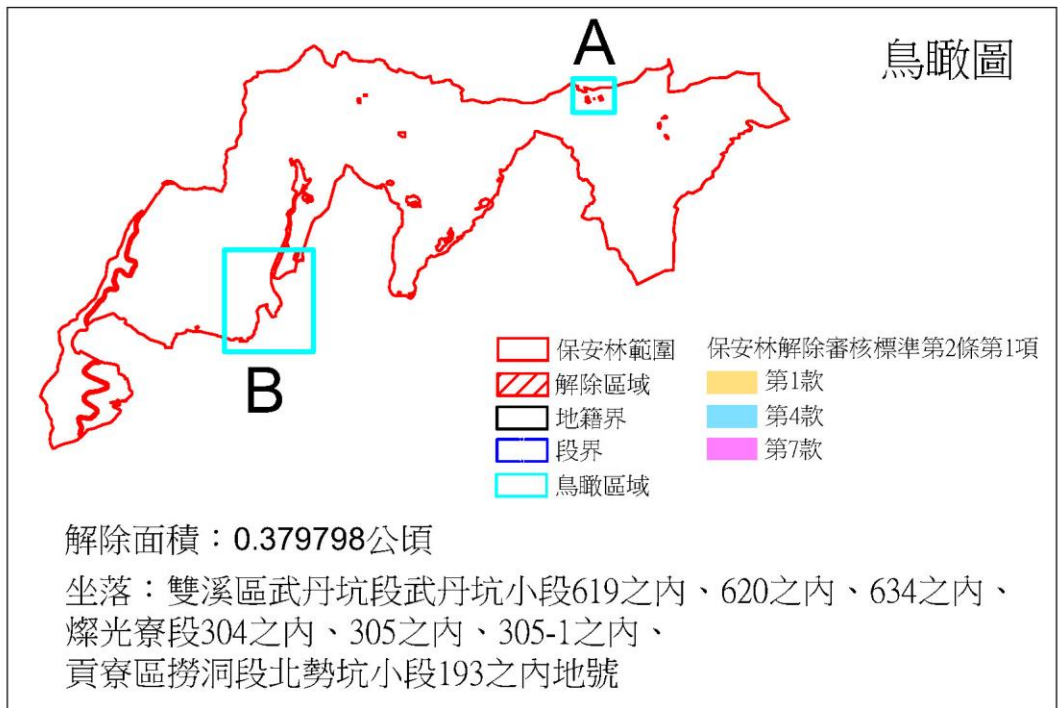 A
鳥瞰圖
B
保安林範圍
解除區域
地籍界
段界
鳥瞰區域
保安林解除審核標準第2條第1項
第1款
第4款
第7款
解除面積：0.379798公頃
坐落：雙溪區武丹坑段武丹坑小段619之內、620之內、634之內、
燦光寮段304之內、305之內、305-1之內、
貢寮區撈洞段北勢坑小段193之內地號